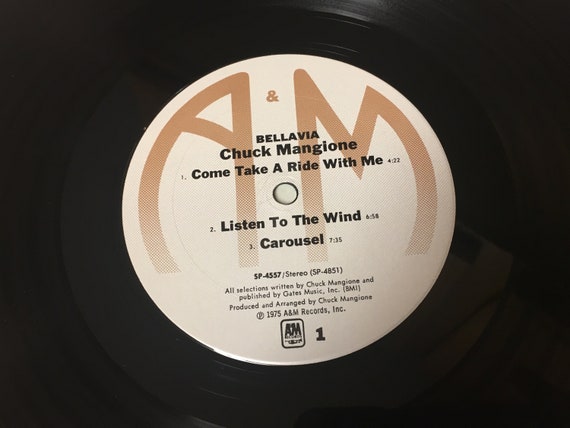 A&M
BELLAVIA
Chuck Mangione
1. Come Take A Ride With Me 4:22
2. Listen To The Wind 6:58
3. Carousel 7:35
SP-4557/Stereo (SP-4851)
All selections written by Chuck Mangione and
published by Gates Music, Inc. (BMI)
Produced and Arranged by Chuck Mangione
℗ 1975 A&M Records, Inc.
A&M
1